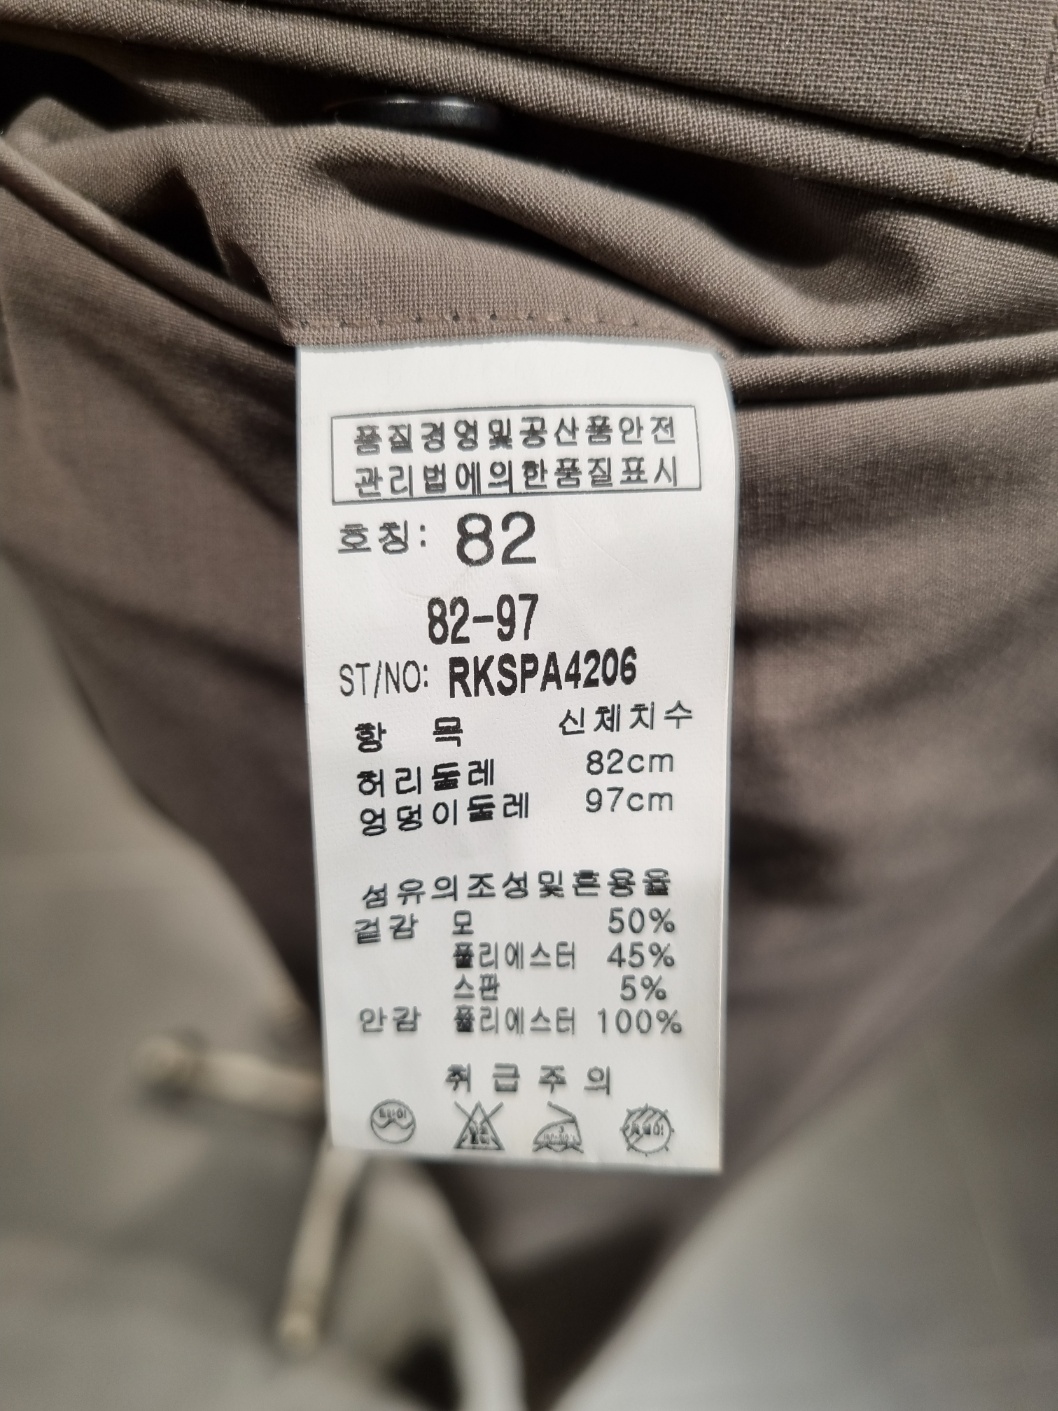 품질경영및공산품안전
관리법에의한품질표시
호칭: 82
82-97
ST/NO: RKSPA4206
항 목 신체치수
허리둘레 82cm
엉덩이둘레 97cm
섬유의조성및혼용율
겉감 모 50%
폴리에스터 45%
스판 5%
안감 폴리에스터 100%
취급주의
드라이